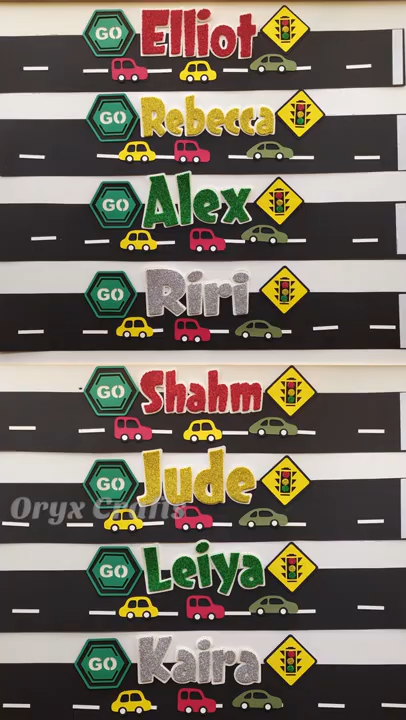 GO Elliot
GO Rebecca
GO Alex
GO Riri
GO Shahm
GO Jude
Oryx Crafts
GO Leiya
GO Kaira